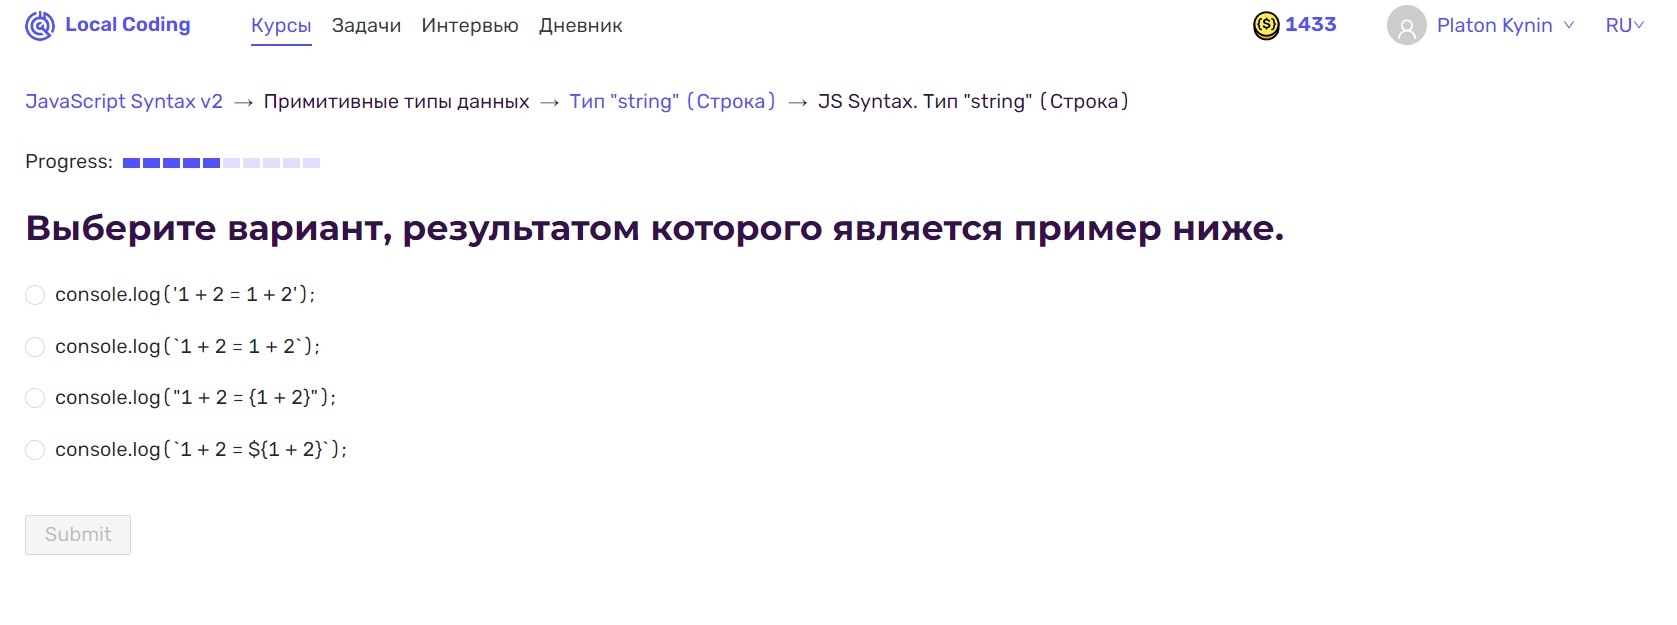 Local Coding Курсы Задачи Интервью Дневник 1433 Platon Kynin RU
JavaScript Syntax v2 → Примитивные типы данных → Тип "string" (Строка) → JS Syntax. Тип "string" (Строка)
Progress:
Выберите вариант, результатом которого является пример ниже.
console.log('1 + 2 = 1 + 2');
console.log(`1 + 2 = 1 + 2`);
console.log("1 + 2 = {1 + 2}");
console.log(`1 + 2 = ${1 + 2}`);
Submit